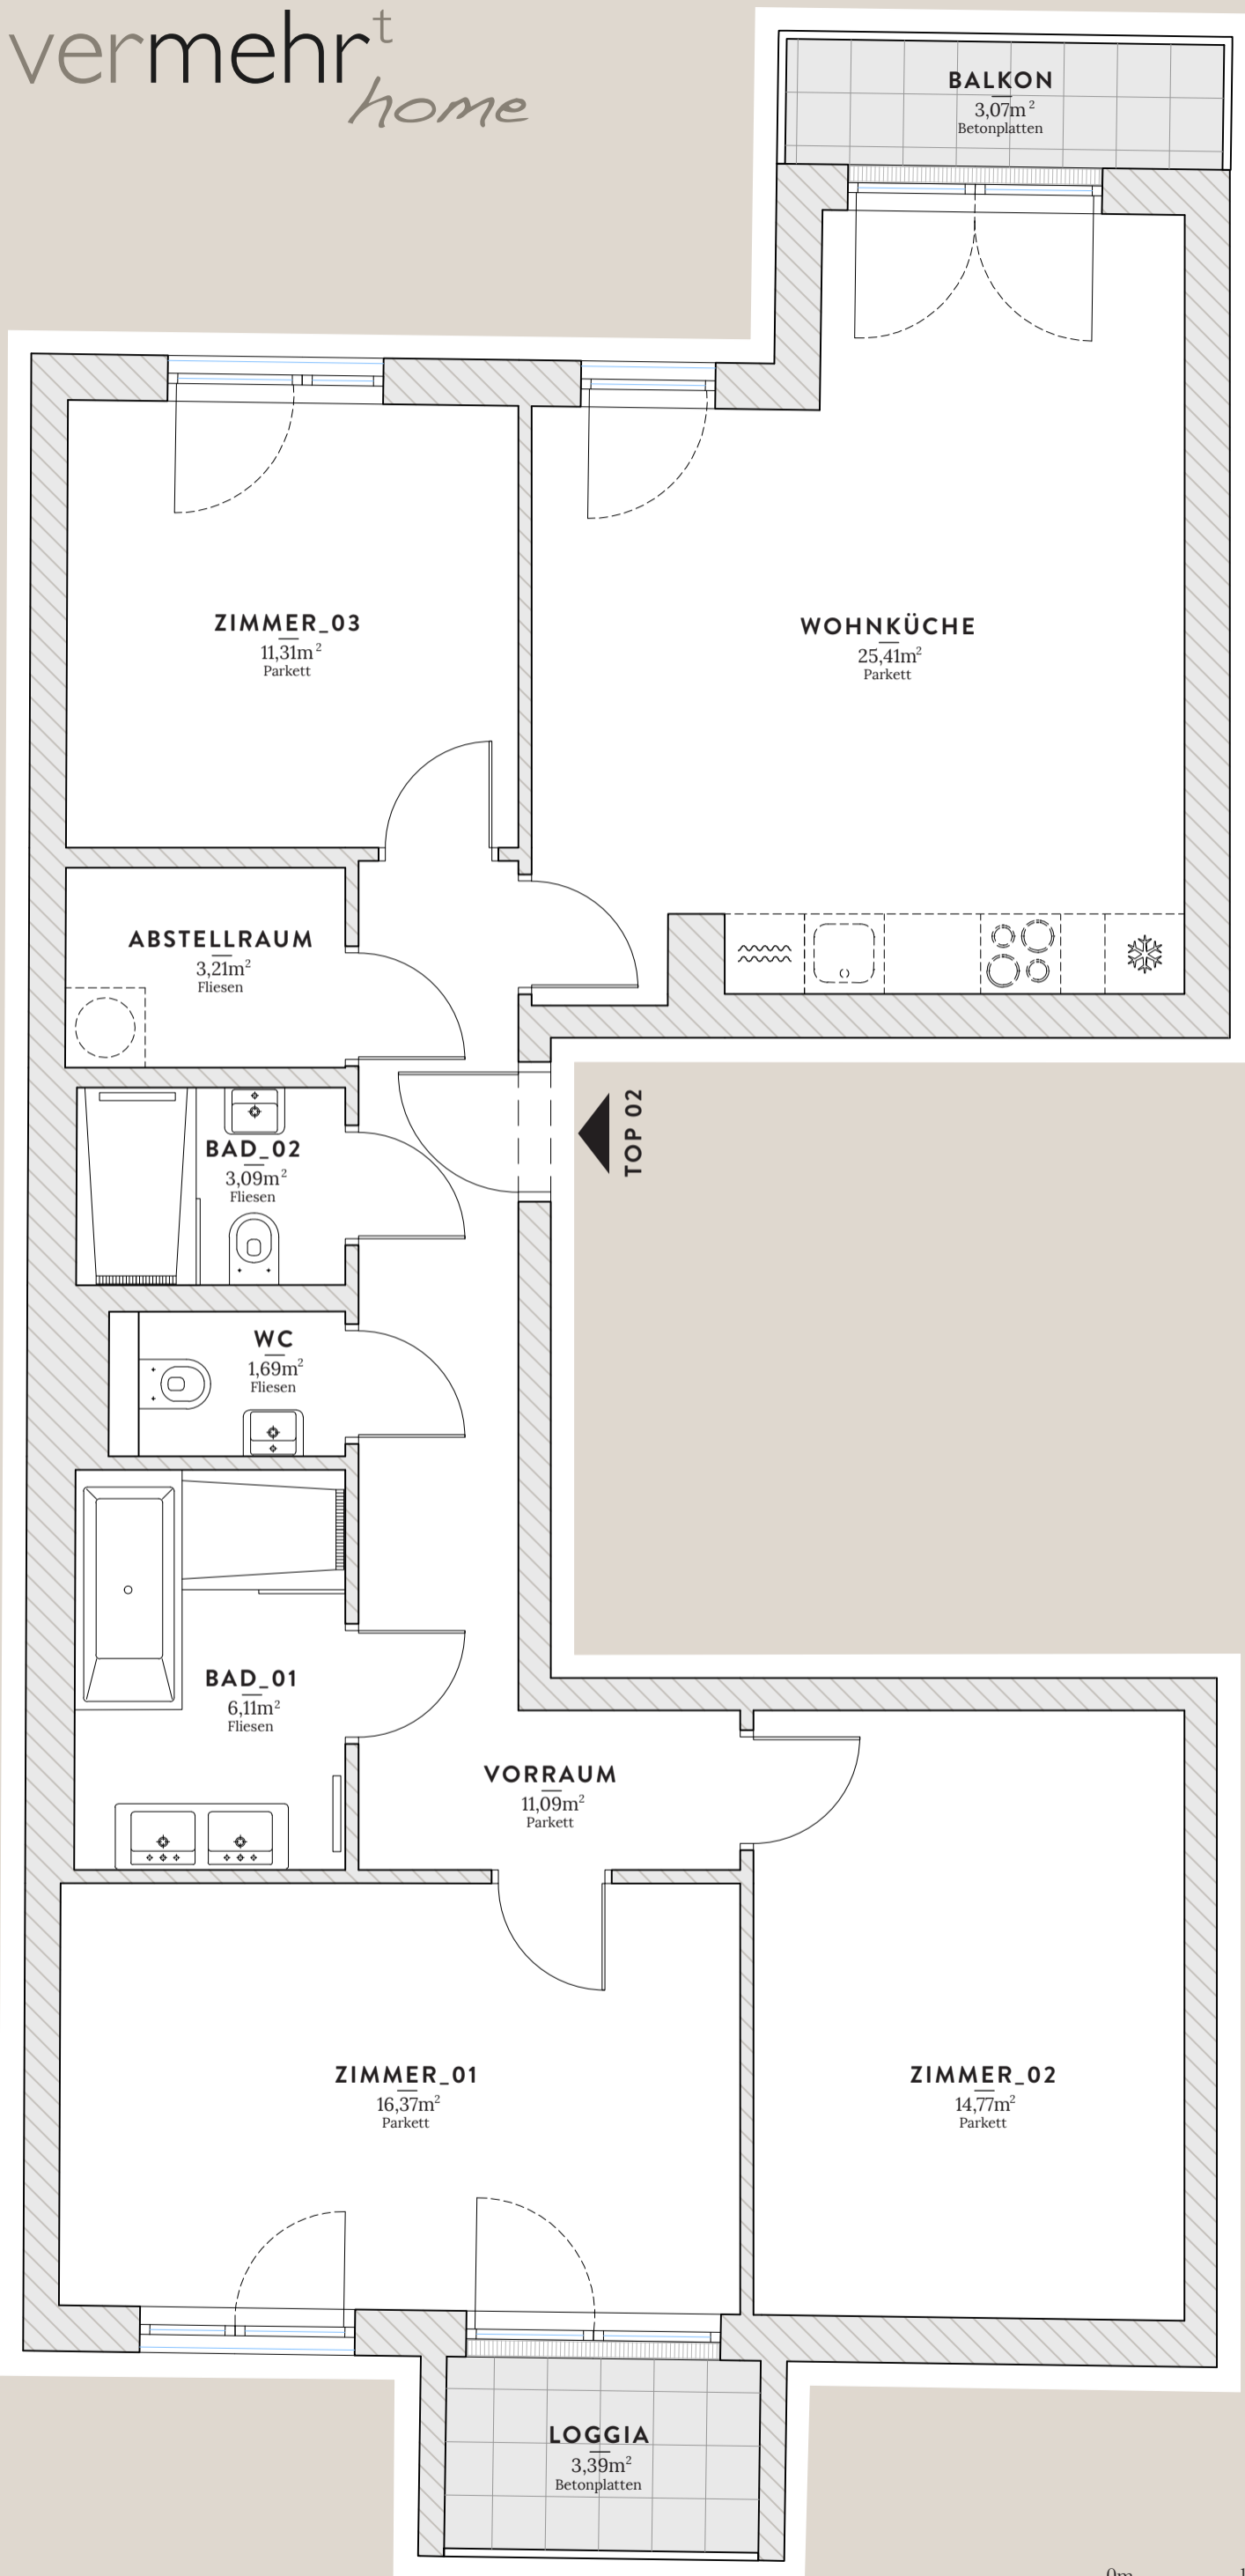 vermehrt
home
BALKON
3,07m²
Betonplatten
ZIMMER_03
11,31m²
Parkett
WOHNKÜCHE
25,41m²
Parkett
ABSTELLRAUM
3,21m²
Fliesen
TOP 02
BAD_02
3,09m²
Fliesen
WC
1,69m²
Fliesen
BAD_01
6,11m²
Fliesen
VORRAUM
11,09m²
Parkett
ZIMMER_01
16,37m²
Parkett
ZIMMER_02
14,77m²
Parkett
LOGGIA
3,39m²
Betonplatten
0m